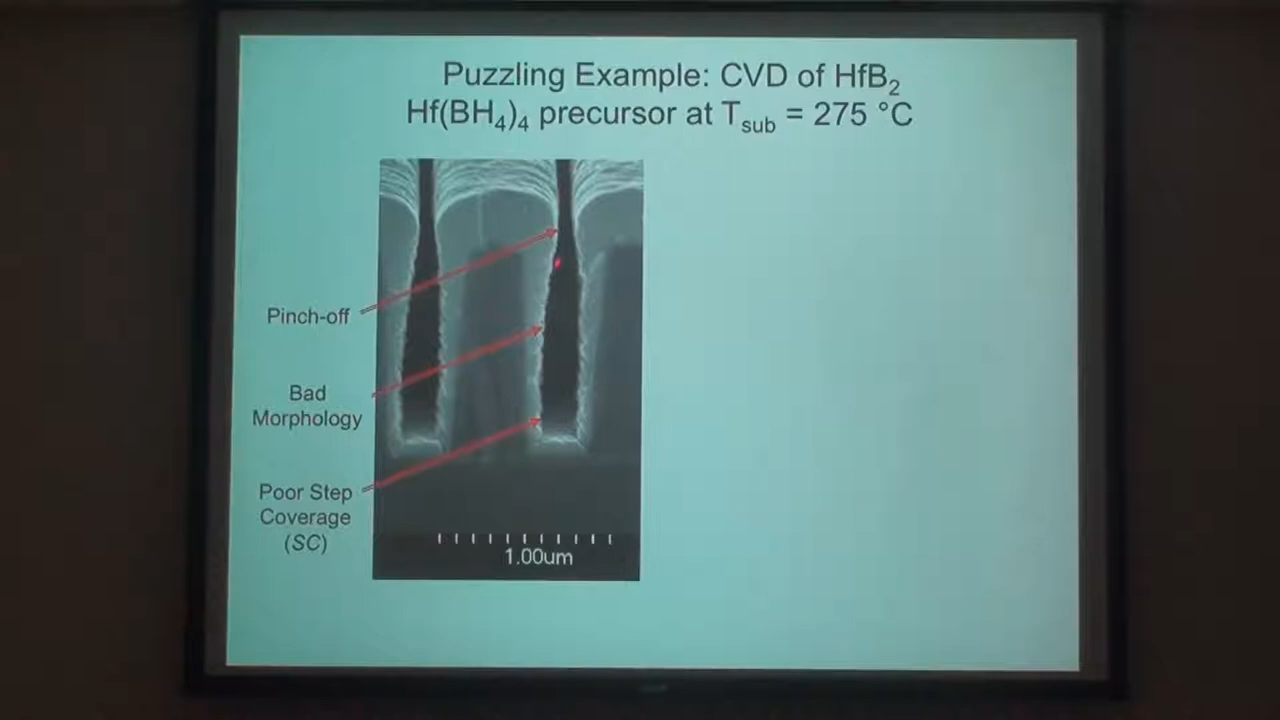 Puzzling Example: CVD of HfB₂
Hf(BH₄)₄ precursor at Tsub = 275 °C
Pinch-off
Bad
Morphology
Poor Step
Coverage
(SC)
1.00um